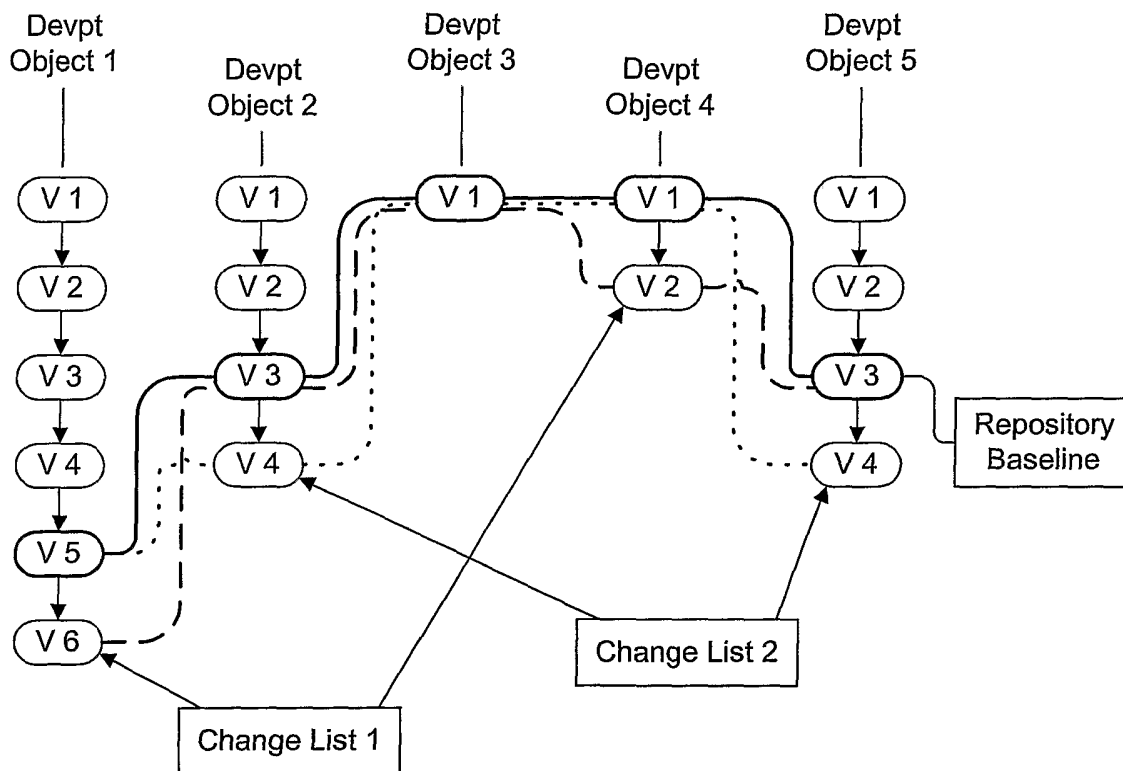 Devpt
Object 1
Devpt
Object 2
Devpt
Object 3
Devpt
Object 4
Devpt
Object 5
V 1
V 1
V 1
V 1
V 1
V 2
V 2
V 2
V 2
V 3
V 3
V 3
V 4
V 4
V 4
V 5
V 6
Repository
Baseline
Change List 2
Change List 1